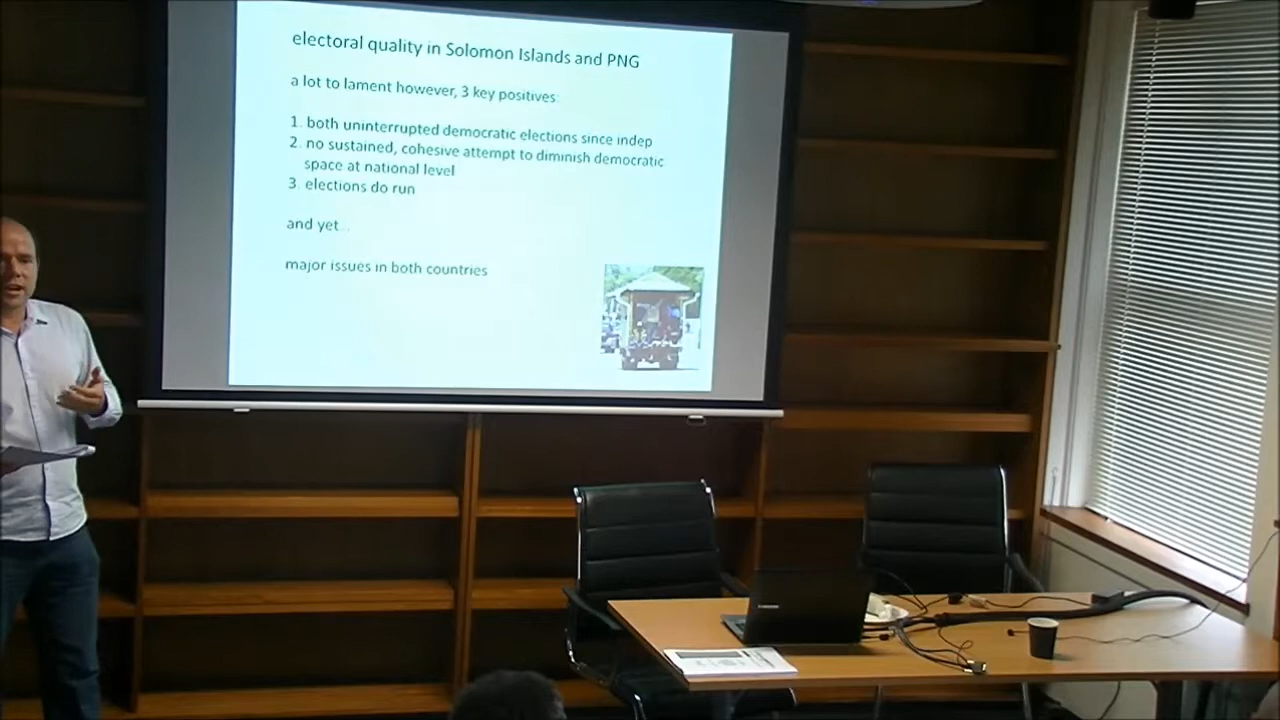 electoral quality in Solomon Islands and PNG
a lot to lament however, 3 key positives:
1. both uninterrupted democratic elections since indep
2. no sustained, cohesive attempt to diminish democratic
space at national level
3. elections do run
and yet...
major issues in both countries